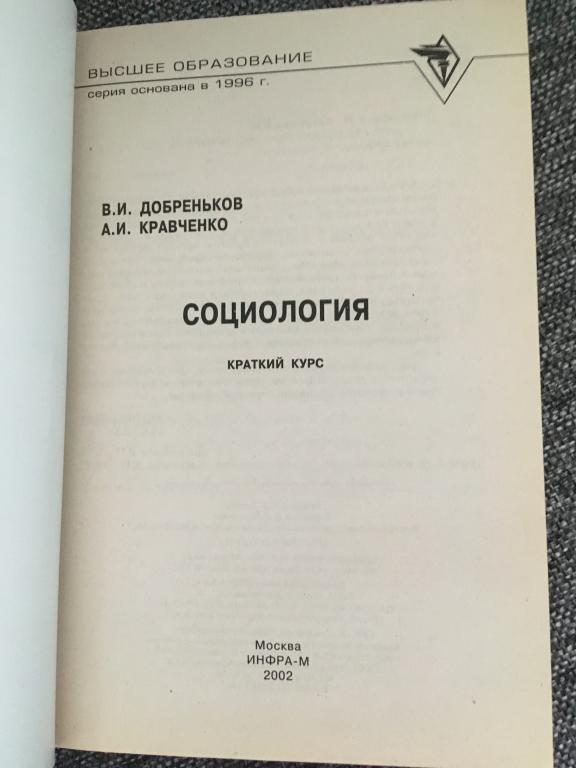 ВЫСШЕЕ ОБРАЗОВАНИЕ
серия основана в 1996 г.
В.И. ДОБРЕНЬКОВ
А.И. КРАВЧЕНКО
СОЦИОЛОГИЯ
КРАТКИЙ КУРС
Москва
ИНФРА-М
2002